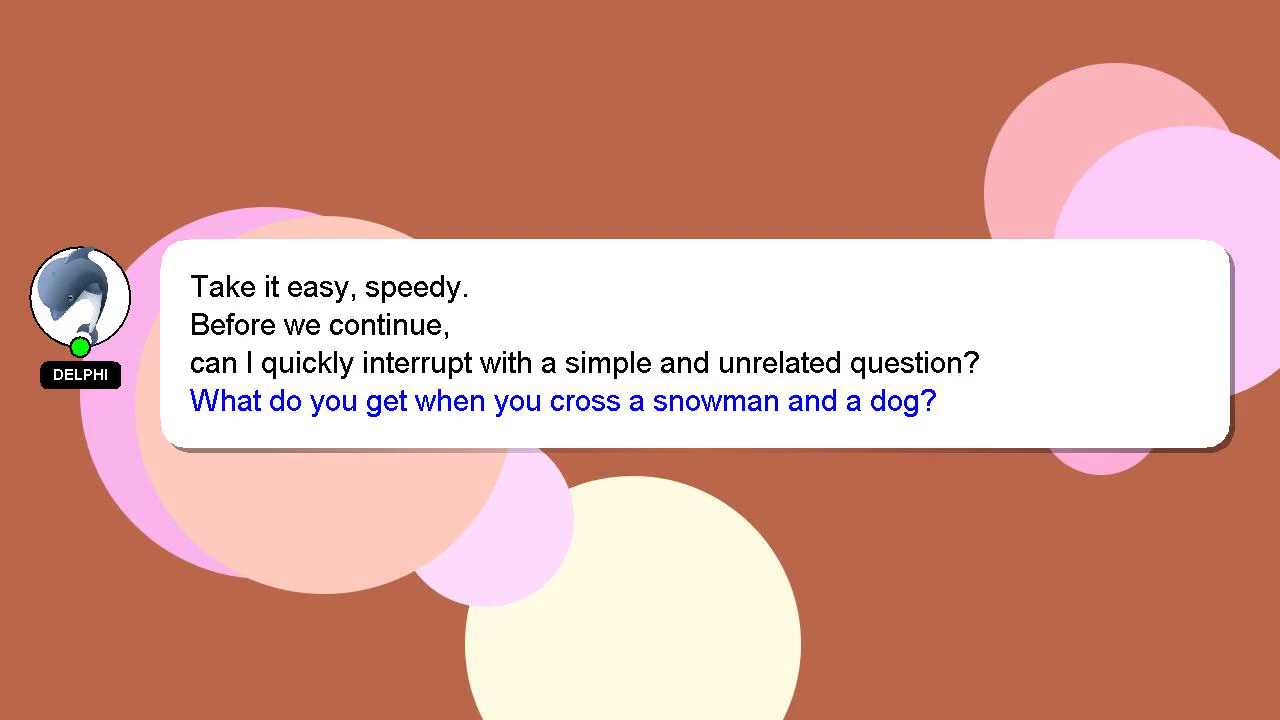 Take it easy, speedy.
Before we continue,
can I quickly interrupt with a simple and unrelated question?
What do you get when you cross a snowman and a dog?
DELPHI